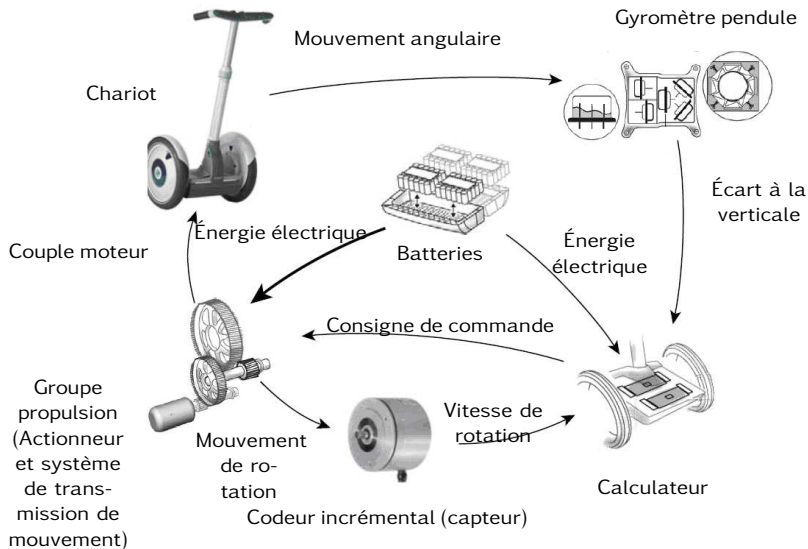 Gyromètre pendule
Mouvement angulaire
Chariot
Écart à la
verticale
Énergie électrique
Couple moteur
Batteries
Énergie
électrique
Consigne de commande
Groupe
propulsion
(Actionneur
et système
de trans-
mission de
mouvement)
Mouvement
de ro-
tation
Vitesse de
rotation
Calculateur
Codeur incrémental (capteur)